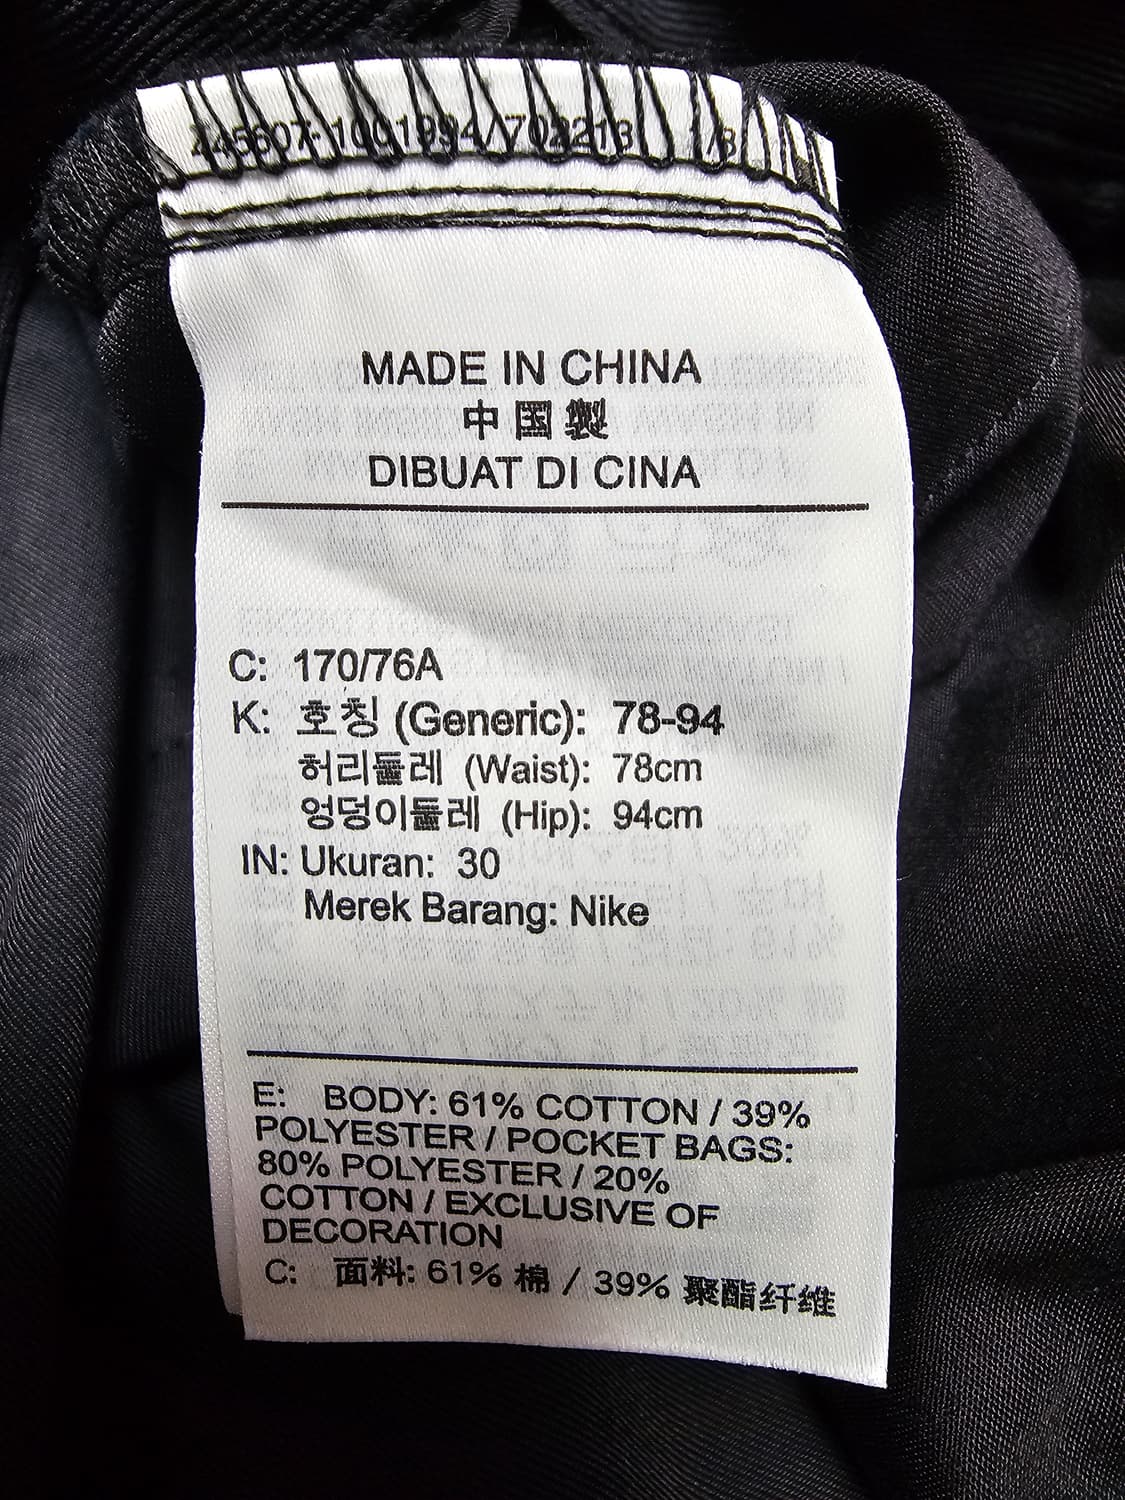 MADE IN CHINA
中国製
DIBUAT DI CINA
C: 170/76A
K: 호칭 (Generic): 78-94
허리둘레 (Waist): 78cm
엉덩이둘레 (Hip): 94cm
IN: Ukuran: 30
Merek Barang: Nike
E: BODY: 61% COTTON / 39%
POLYESTER / POCKET BAGS:
80% POLYESTER / 20%
COTTON / EXCLUSIVE OF
DECORATION
C: 面料: 61% 棉 / 39% 聚酯纤维